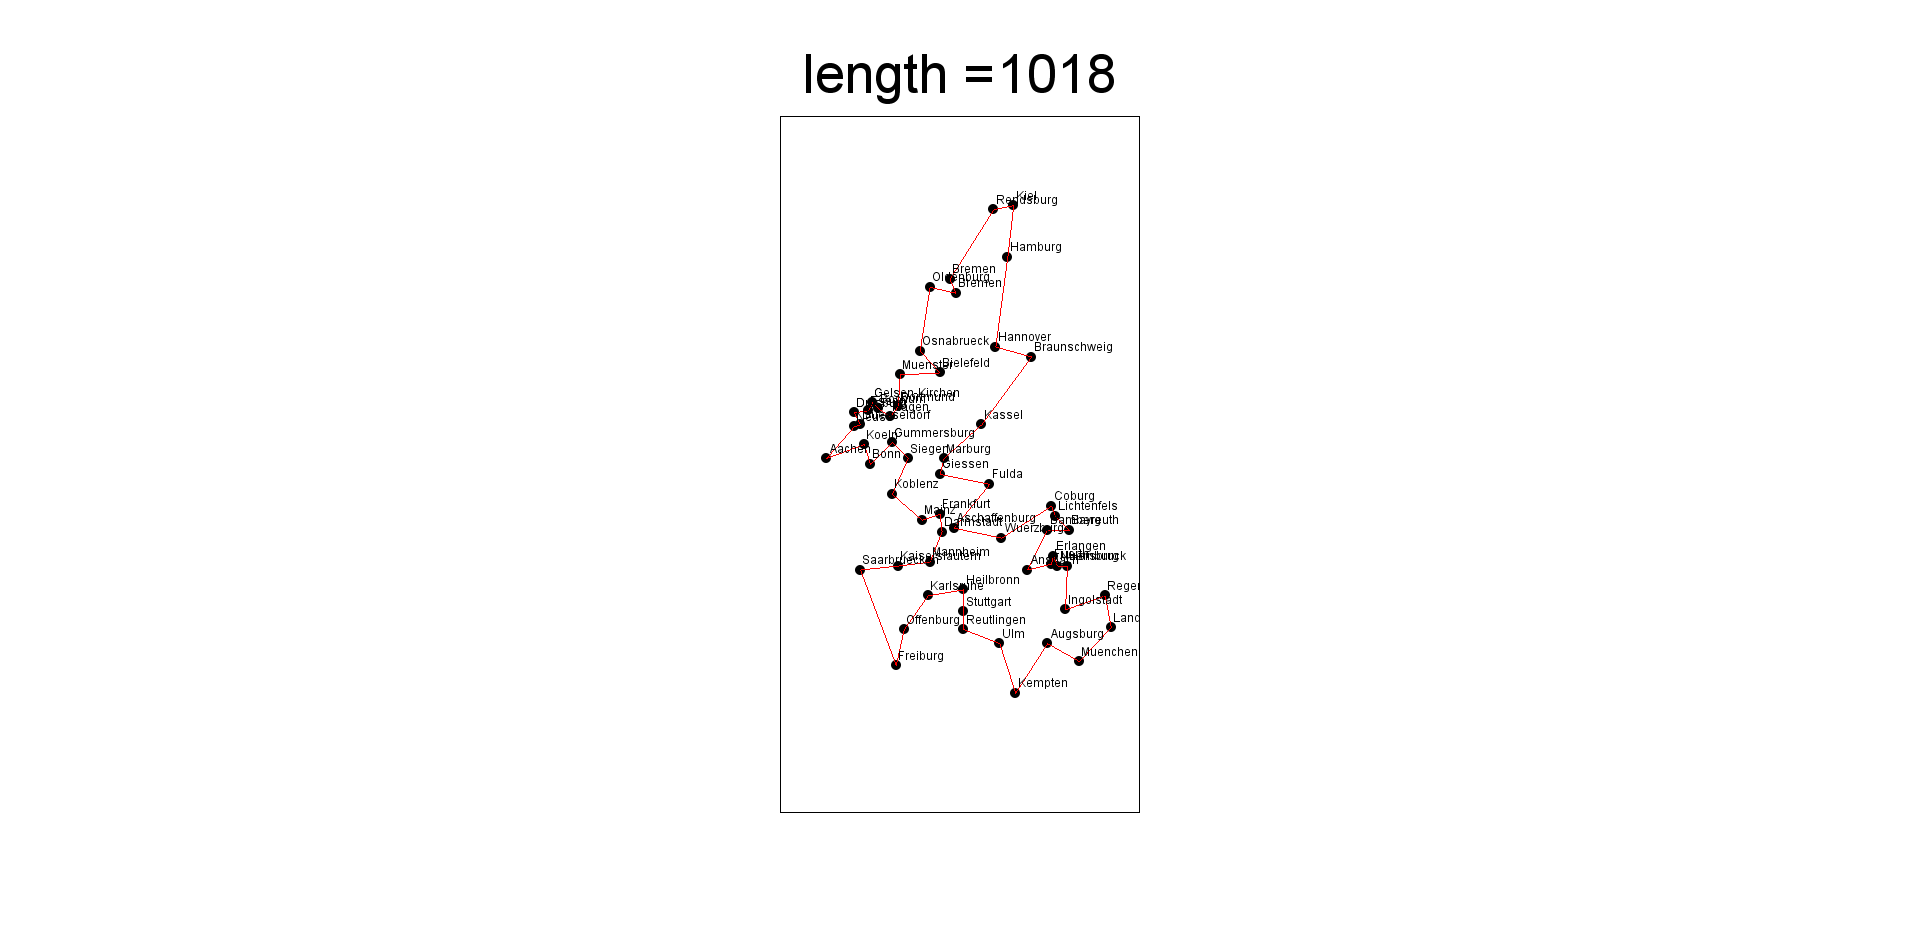 length =1018
Kiel
Rendsburg
Hamburg
Bremen
Oldenburg
Bremen
Hannover
Osnabrueck
Braunschweig
Muenster
Bielefeld
Gelsen-Kirchen
Dortmund
Hagen
Duesseldorf
Kassel
Gummersburg
Koeln
Aachen
Bonn
Siegen
Marburg
Giessen
Fulda
Koblenz
Coburg
Frankfurt
Lichtenfels
Mainz
Aschaffenburg
Bamberg
Bayreuth
Darmstadt
Wuerzburg
Erlangen
Mannheim
Kaiserslautern
Saarbruecken
Ansbach
Heilbronn
Karlsruhe
Regen
Ingolstadt
Stuttgart
Offenburg
Reutlingen
Land
Ulm
Augsburg
Muenchen
Freiburg
Kempten